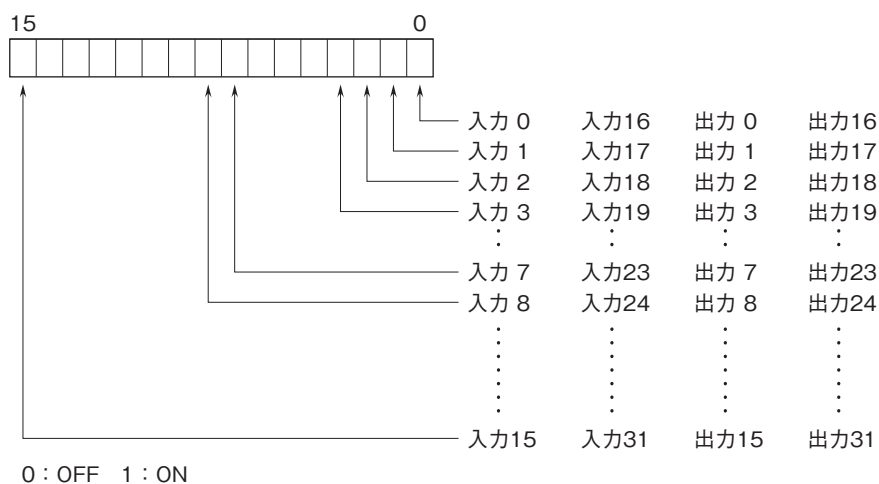 15 0
入力 0 入力16 出力 0 出力16
入力 1 入力17 出力 1 出力17
入力 2 入力18 出力 2 出力18
入力 3 入力19 出力 3 出力19
入力 7 入力23 出力 7 出力23
入力 8 入力24 出力 8 出力24
入力15 入力31 出力15 出力31
0：OFF 1：ON